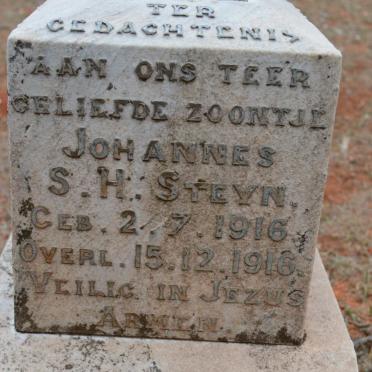 TER
GEDACHTENIS
AAN ONS TEER
GELIEFDE ZOONTJE
JOHANNES
S. H. STEYN.
GEB. 2.7.1916
OVERL. 15.12.1916.
VEILIG IN JEZUS
ARMEN.